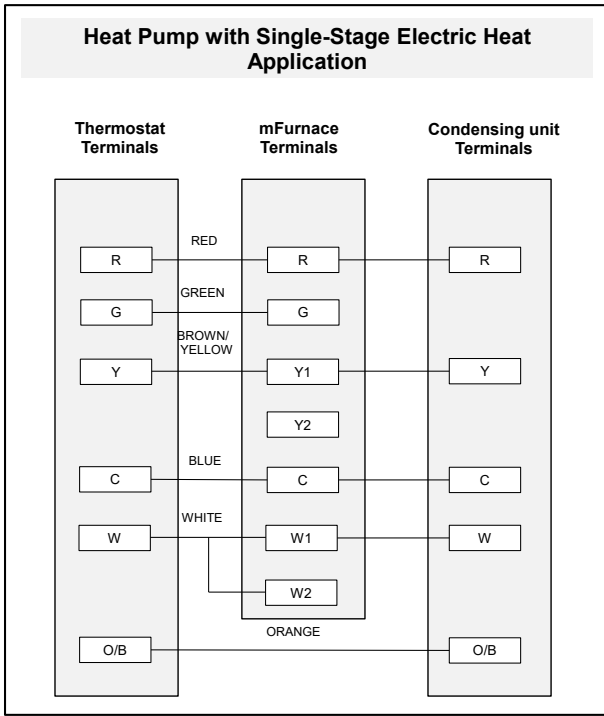 Heat Pump with Single-Stage Electric Heat
Application
Thermostat
Terminals
mFurnace
Terminals
Condensing unit
Terminals
RED
R
R
R
GREEN
G
G
BROWN/
YELLOW
Y
Y1
Y
Y2
BLUE
C
C
C
WHITE
W
W1
W
W2
ORANGE
O/B
O/B